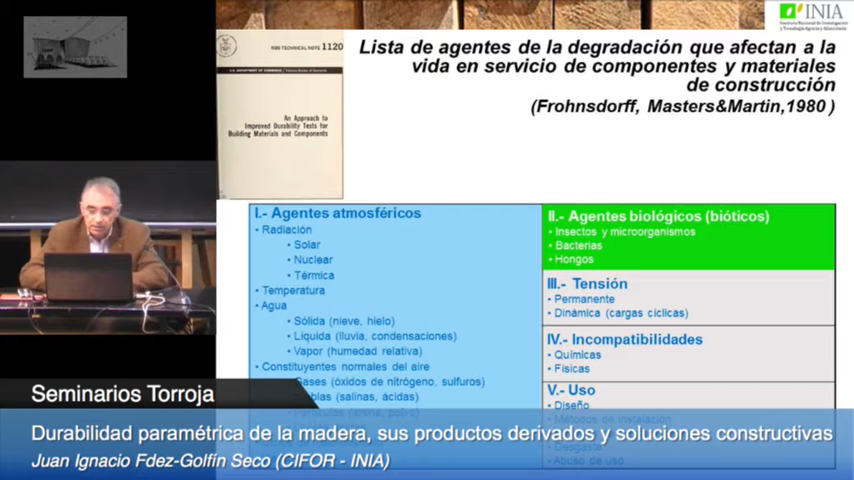 INIA
Instituto Nacional de Investigación
y Tecnología Agraria y Alimentaria
NBS TECHNICAL NOTE 1120
U.S. DEPARTMENT OF COMMERCE / National Bureau of Standards
An Approach to
Improved Durability Tests for
Building Materials and Components
Lista de agentes de la degradación que afectan a la
vida en servicio de componentes y materiales
de construcción
(Frohnsdorff, Masters&Martin,1980 )
I.- Agentes atmosféricos
• Radiación
• Solar
• Nuclear
• Térmica
• Temperatura
• Agua
• Sólida (nieve, hielo)
• Líquida (lluvia, condensaciones)
• Vapor (humedad relativa)
• Constituyentes normales del aire
Gases (óxidos de nitrógeno, sulfuros)
(salinas, ácidas)
II.- Agentes biológicos (bióticos)
• Insectos y microorganismos
• Bacterias
• Hongos
III.- Tensión
• Permanente
• Dinámica (cargas cíclicas)
IV.- Incompatibilidades
• Químicas
• Físicas
V.- Uso
• Diseño
• Métodos de instalación
• Desgaste
• Abuso de uso
Seminarios Torroja
Durabilidad paramétrica de la madera, sus productos derivados y soluciones constructivas
Juan Ignacio Fdez-Golfín Seco (CIFOR - INIA)